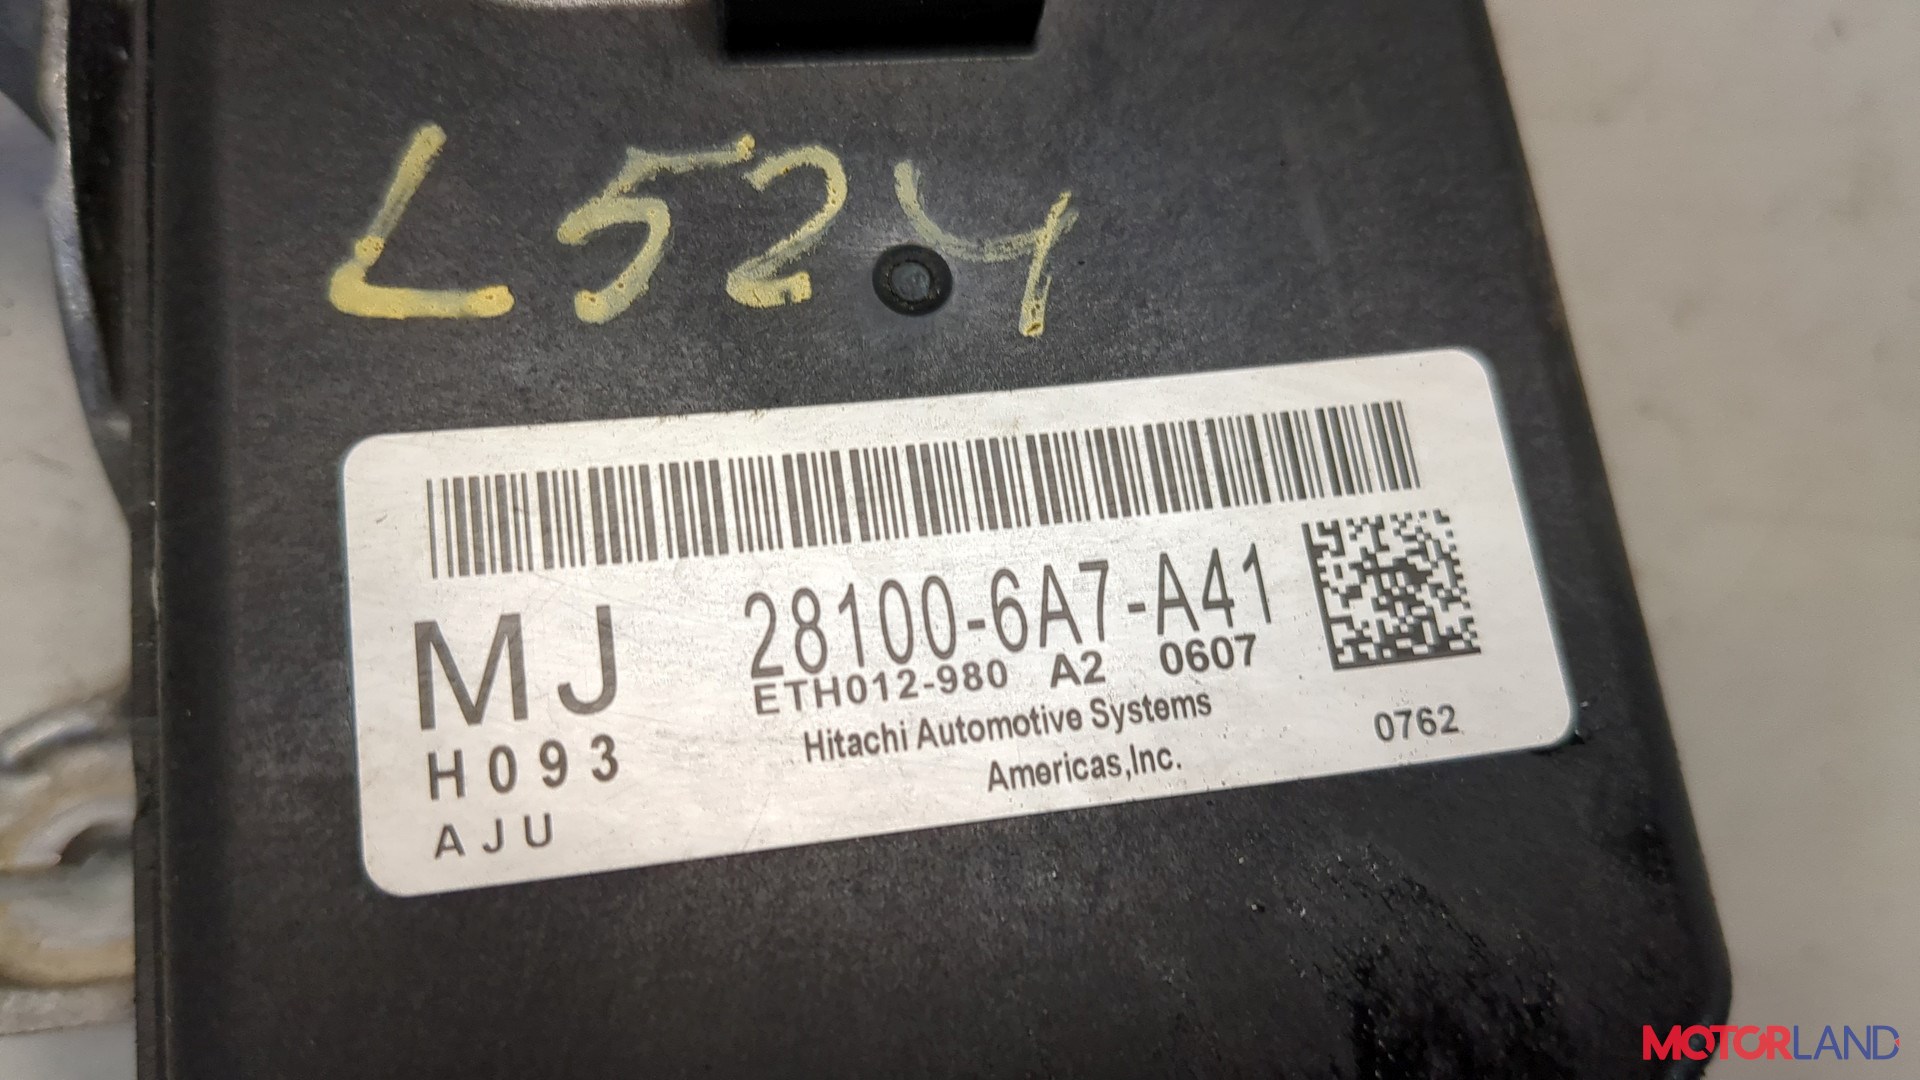 L524
MJ
28100-6A7-A41
ETH012-980 A2 0607
H093
Hitachi Automotive Systems
Americas,Inc.
0762
AJU
MOTORLAND